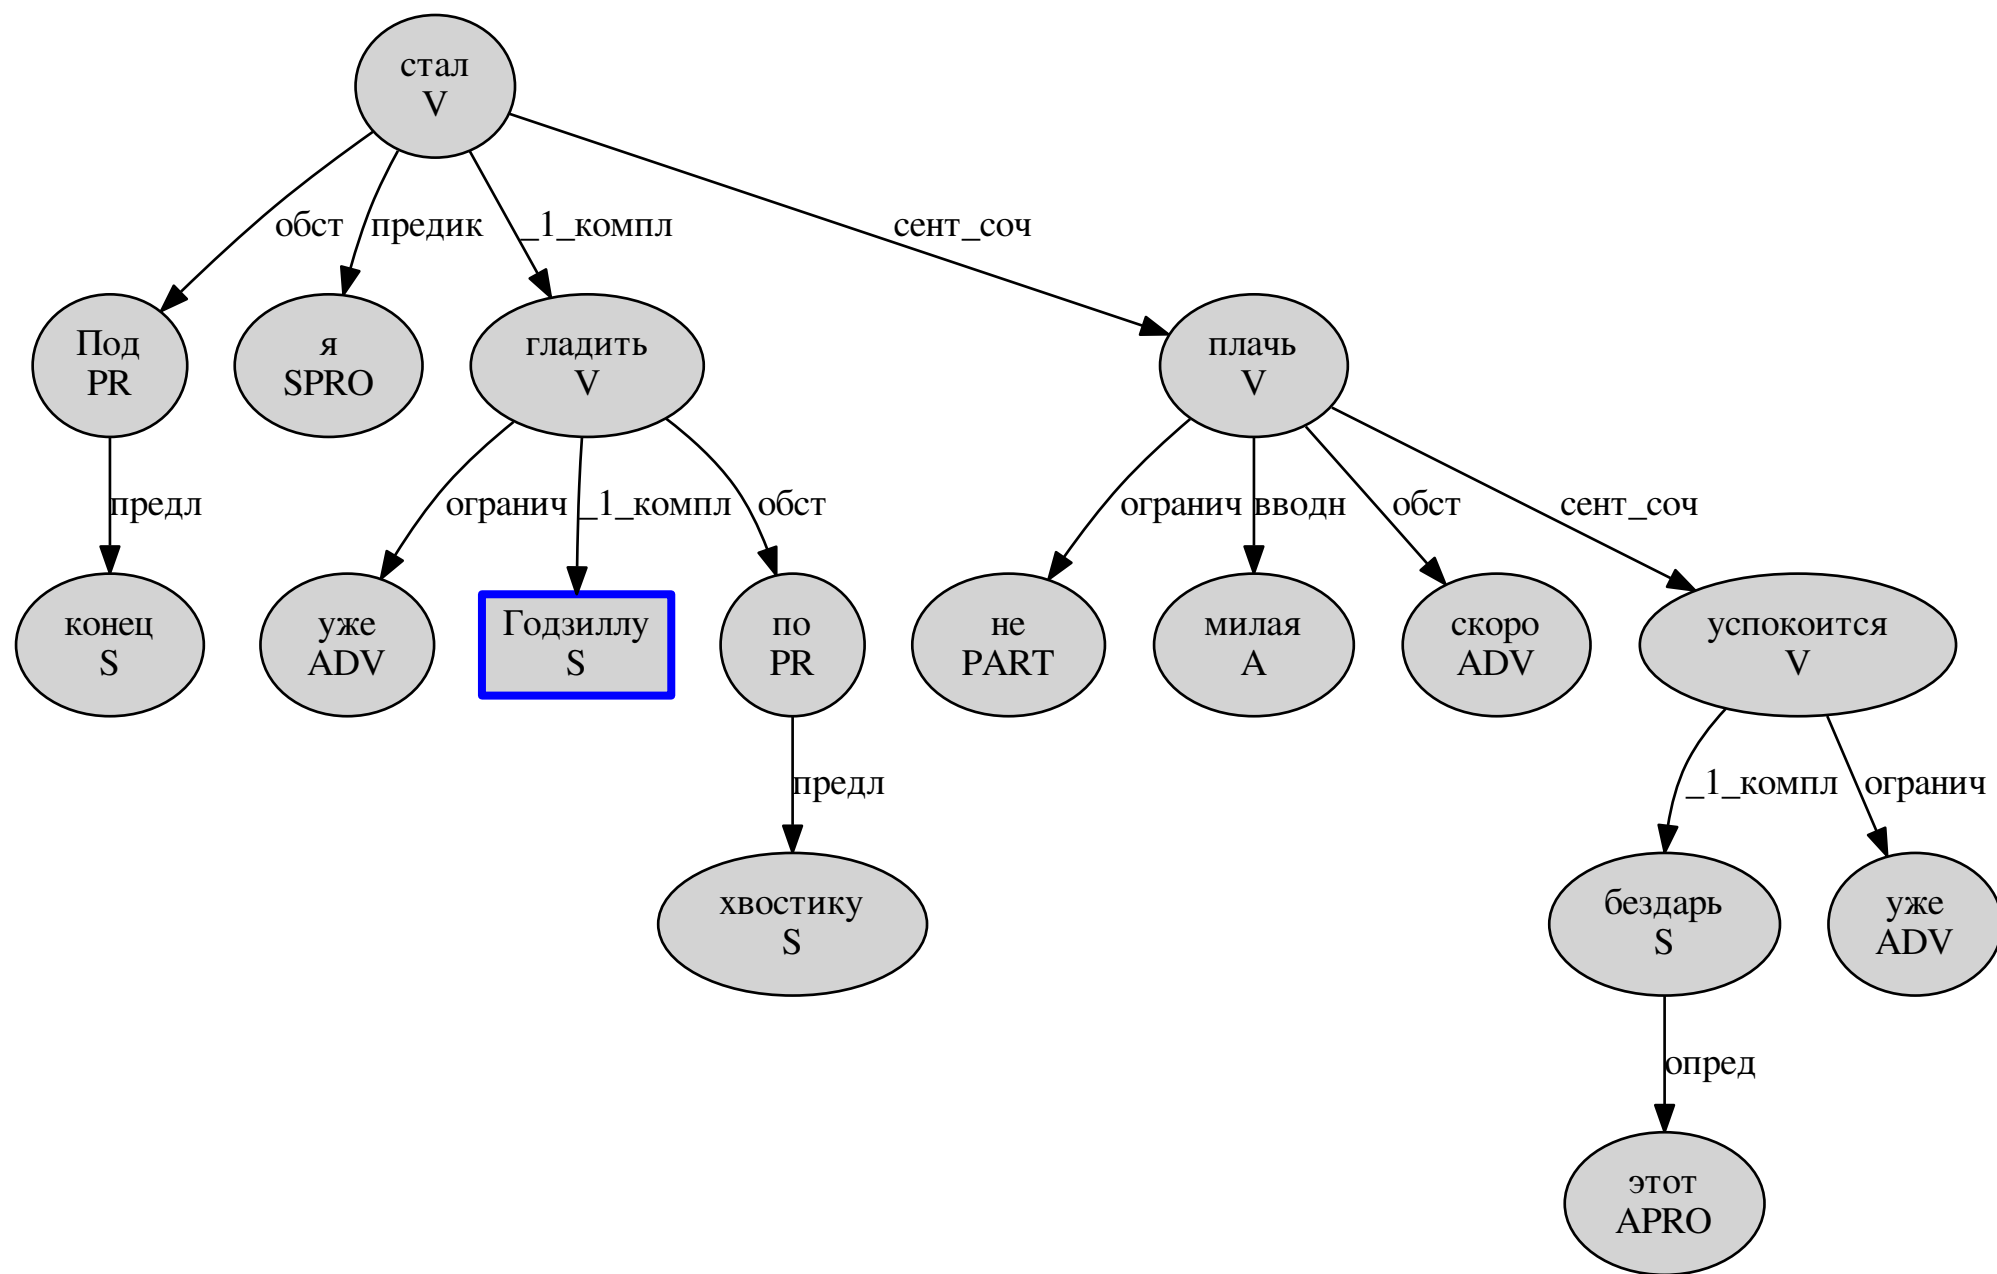 стал
V
обст
предик
_1_компл
сент_соч
Под
PR
я
SPRO
гладить
V
плачь
V
предл
огранич
_1_компл
обст
огранич
вводн
обст
сент_соч
конец
S
уже
ADV
Годзиллу
S
по
PR
не
PART
милая
A
скоро
ADV
успокоится
V
предл
_1_компл
огранич
хвостику
S
бездарь
S
уже
ADV
опред
этот
APRO